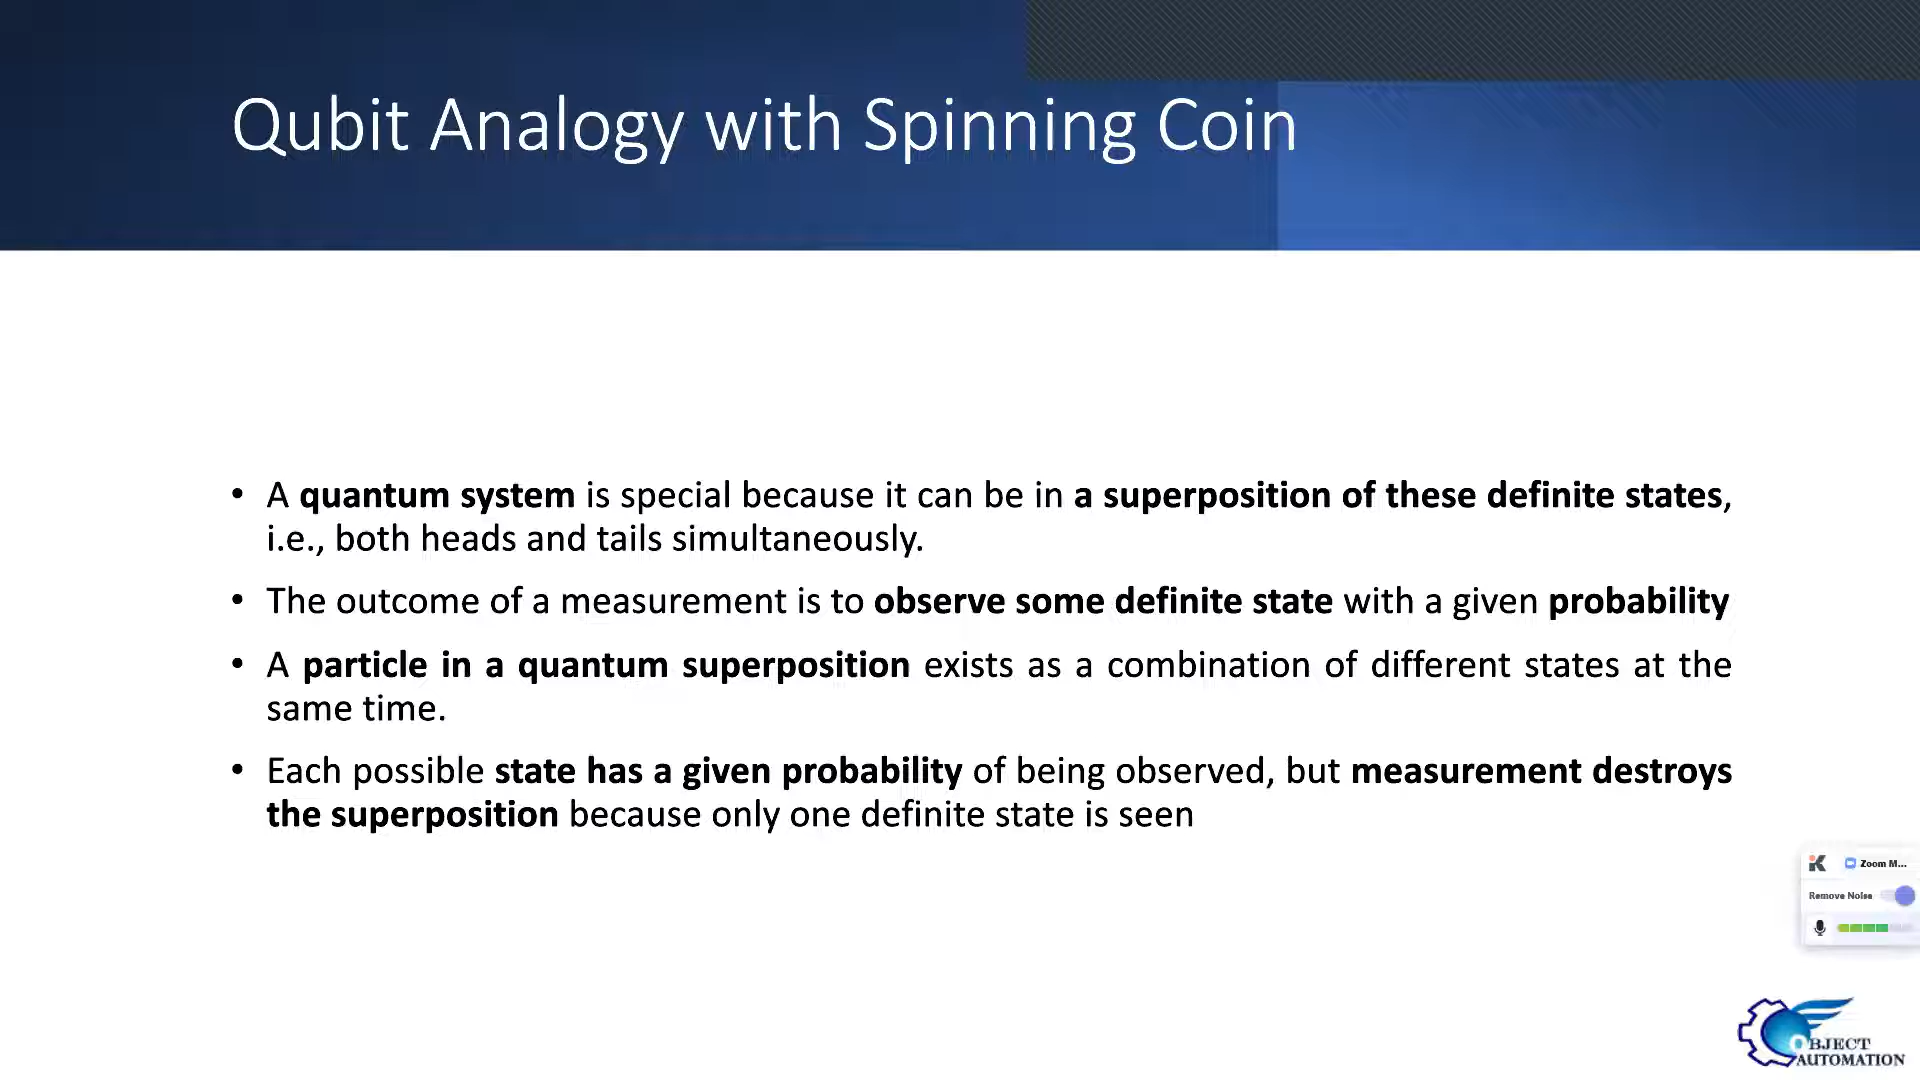 Qubit Analogy with Spinning Coin
• A quantum system is special because it can be in a superposition of these definite states,
i.e., both heads and tails simultaneously.
• The outcome of a measurement is to observe some definite state with a given probability
• A particle in a quantum superposition exists as a combination of different states at the
same time.
• Each possible state has a given probability of being observed, but measurement destroys
the superposition because only one definite state is seen
Zoom M...
Remove Noise
OBJECT
AUTOMATION